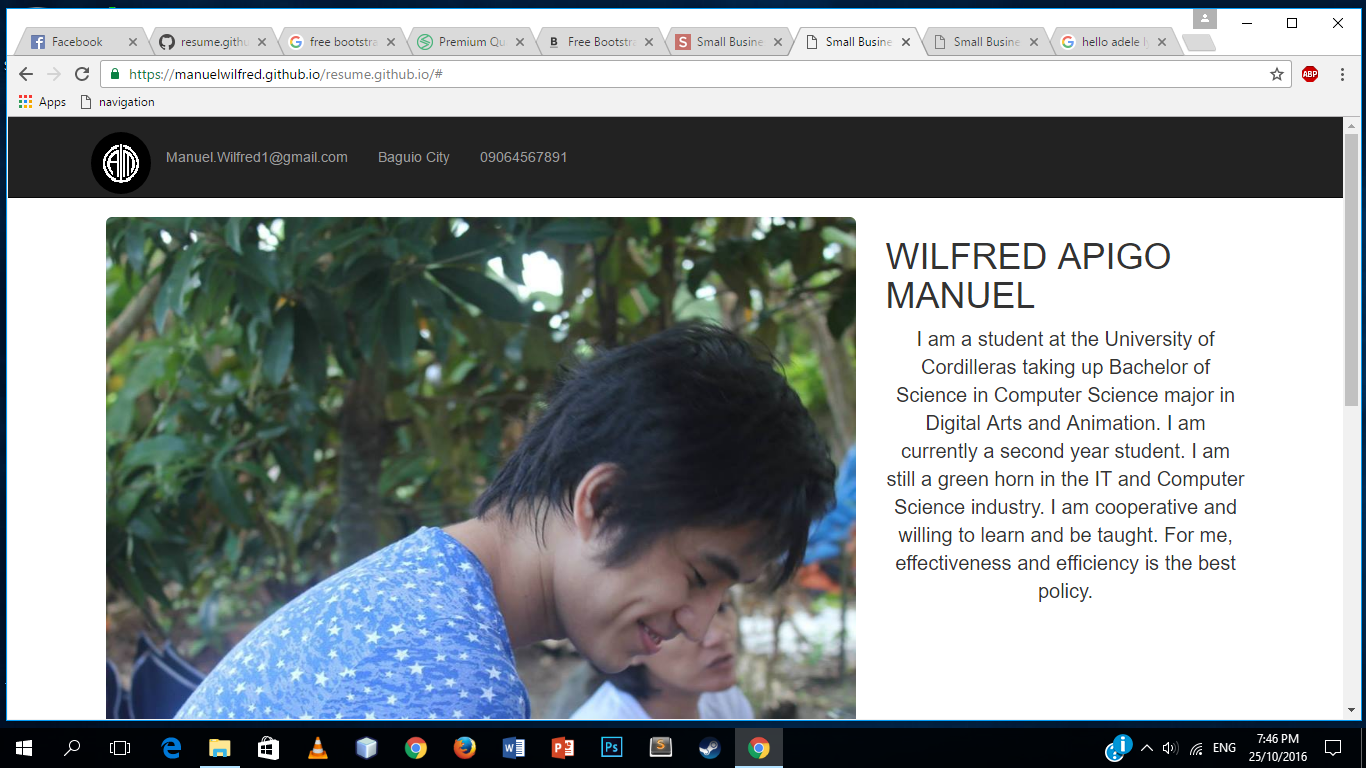 Facebook
resume.githu
free bootstra
Premium Qu
Free Bootstra
Small Busine
Small Busine
Small Busine
hello adele ly
https://manuelwilfred.github.io/resume.github.io/#
ABP
Apps
navigation
AM
Manuel.Wilfred1@gmail.com
Baguio City
09064567891
WILFRED APIGO
MANUEL
I am a student at the University of
Cordilleras taking up Bachelor of
Science in Computer Science major in
Digital Arts and Animation. I am
currently a second year student. I am
still a green horn in the IT and Computer
Science industry. I am cooperative and
willing to learn and be taught. For me,
effectiveness and efficiency is the best
policy.
ENG
7:46 PM
25/10/2016